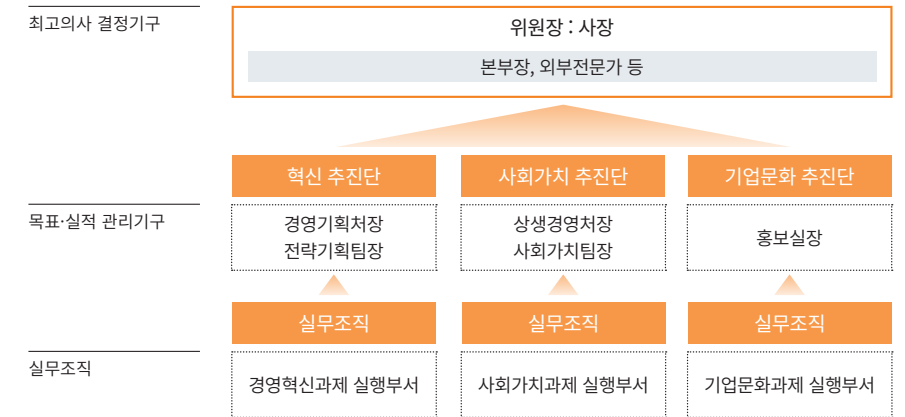 최고의사 결정기구
위원장 : 사장
본부장, 외부전문가 등
혁신 추진단
사회가치 추진단
기업문화 추진단
목표·실적 관리기구
경영기획처장
전략기획팀장
상생경영처장
사회가치팀장
홍보실장
실무조직
실무조직
실무조직
실무조직
경영혁신과제 실행부서
사회가치과제 실행부서
기업문화과제 실행부서